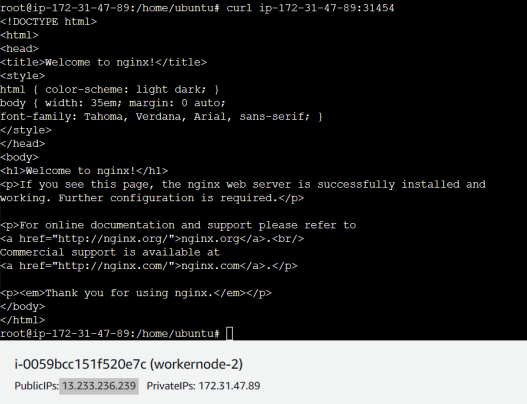 root@ip-172-31-47-89:/home/ubuntu# curl ip-172-31-47-89:31454
<!DOCTYPE html>
<html>
<head>
<title>Welcome to nginx!</title>
<style>
html { color-scheme: light dark; }
body { width: 35em; margin: 0 auto;
font-family: Tahoma, Verdana, Arial, sans-serif; }
</style>
</head>
<body>
<h1>Welcome to nginx!</h1>
<p>If you see this page, the nginx web server is successfully installed and
working. Further configuration is required.</p>

<p>For online documentation and support please refer to
<a href="http://nginx.org/">nginx.org</a>.<br/>
Commercial support is available at
<a href="http://nginx.com/">nginx.com</a>.</p>

<p><em>Thank you for using nginx.</em></p>
</body>
</html>
root@ip-172-31-47-89:/home/ubuntu#
i-0059bcc151f520e7c (workernode-2)
PublicIPs: 13.233.236.239 PrivateIPs: 172.31.47.89